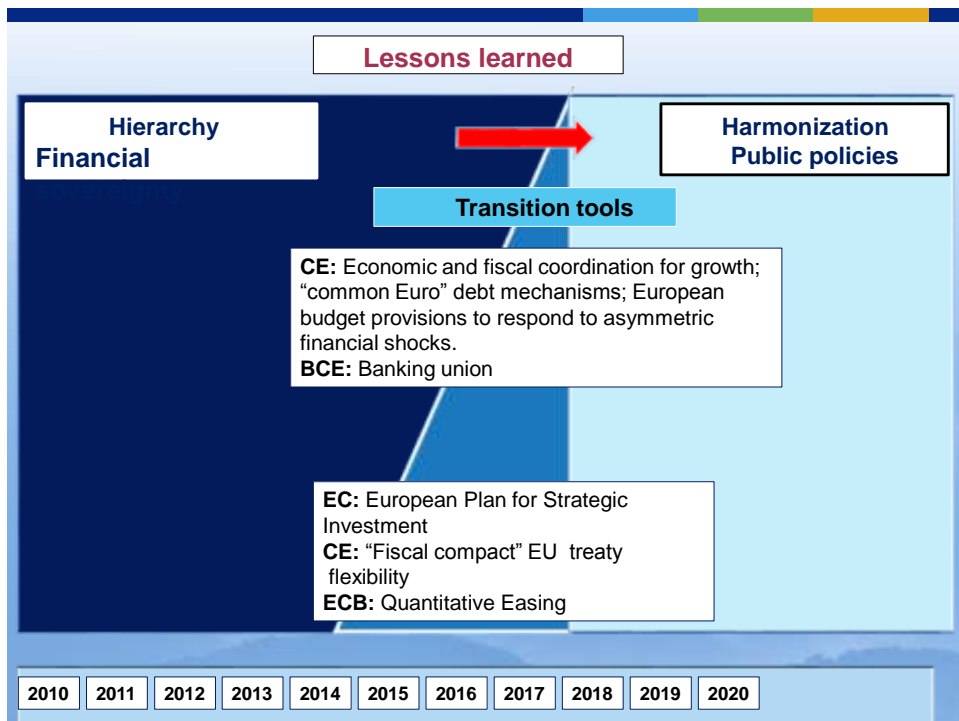 Lessons learned
Hierarchy
Financial
sovereignty
Harmonization
Public policies
Transition tools
CE: Economic and fiscal coordination for growth;
“common Euro” debt mechanisms; European
budget provisions to respond to asymmetric
financial shocks.
BCE: Banking union
EC: European Plan for Strategic
Investment
CE: “Fiscal compact” EU treaty
flexibility
ECB: Quantitative Easing
2010 2011 2012 2013 2014 2015 2016 2017 2018 2019 2020